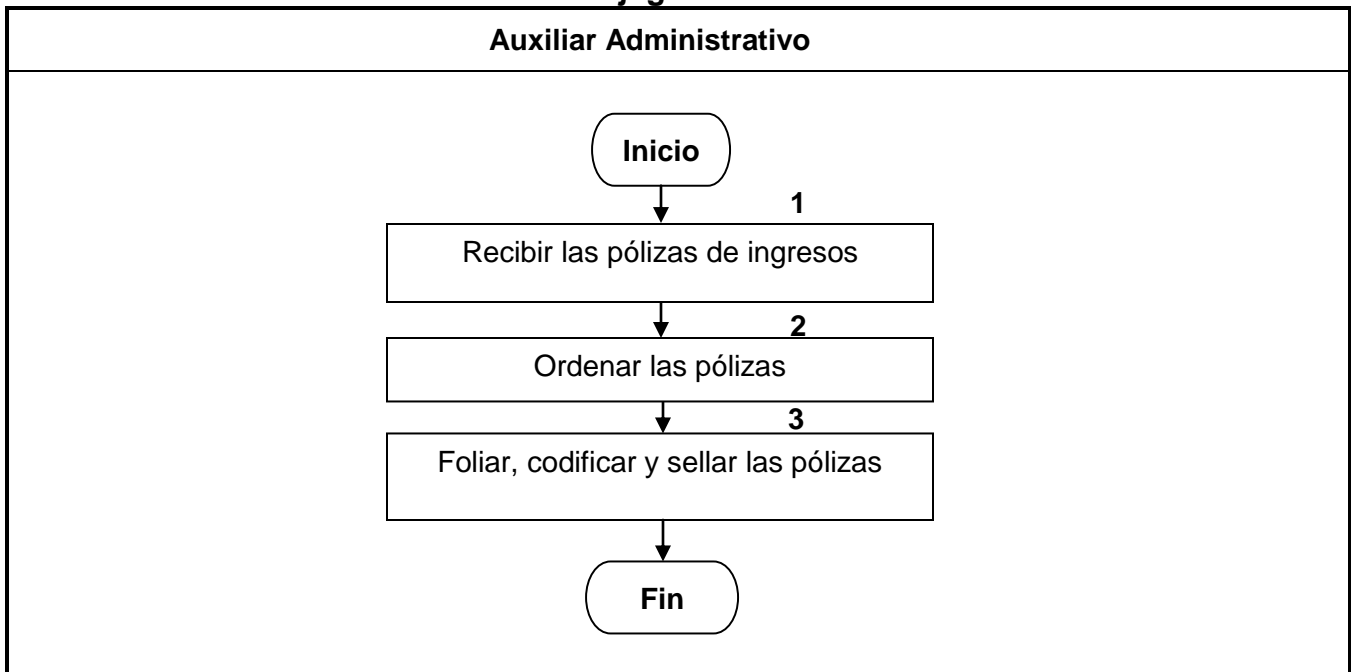 Auxiliar Administrativo
Inicio
1
Recibir las pólizas de ingresos
2
Ordenar las pólizas
3
Foliar, codificar y sellar las pólizas
Fin